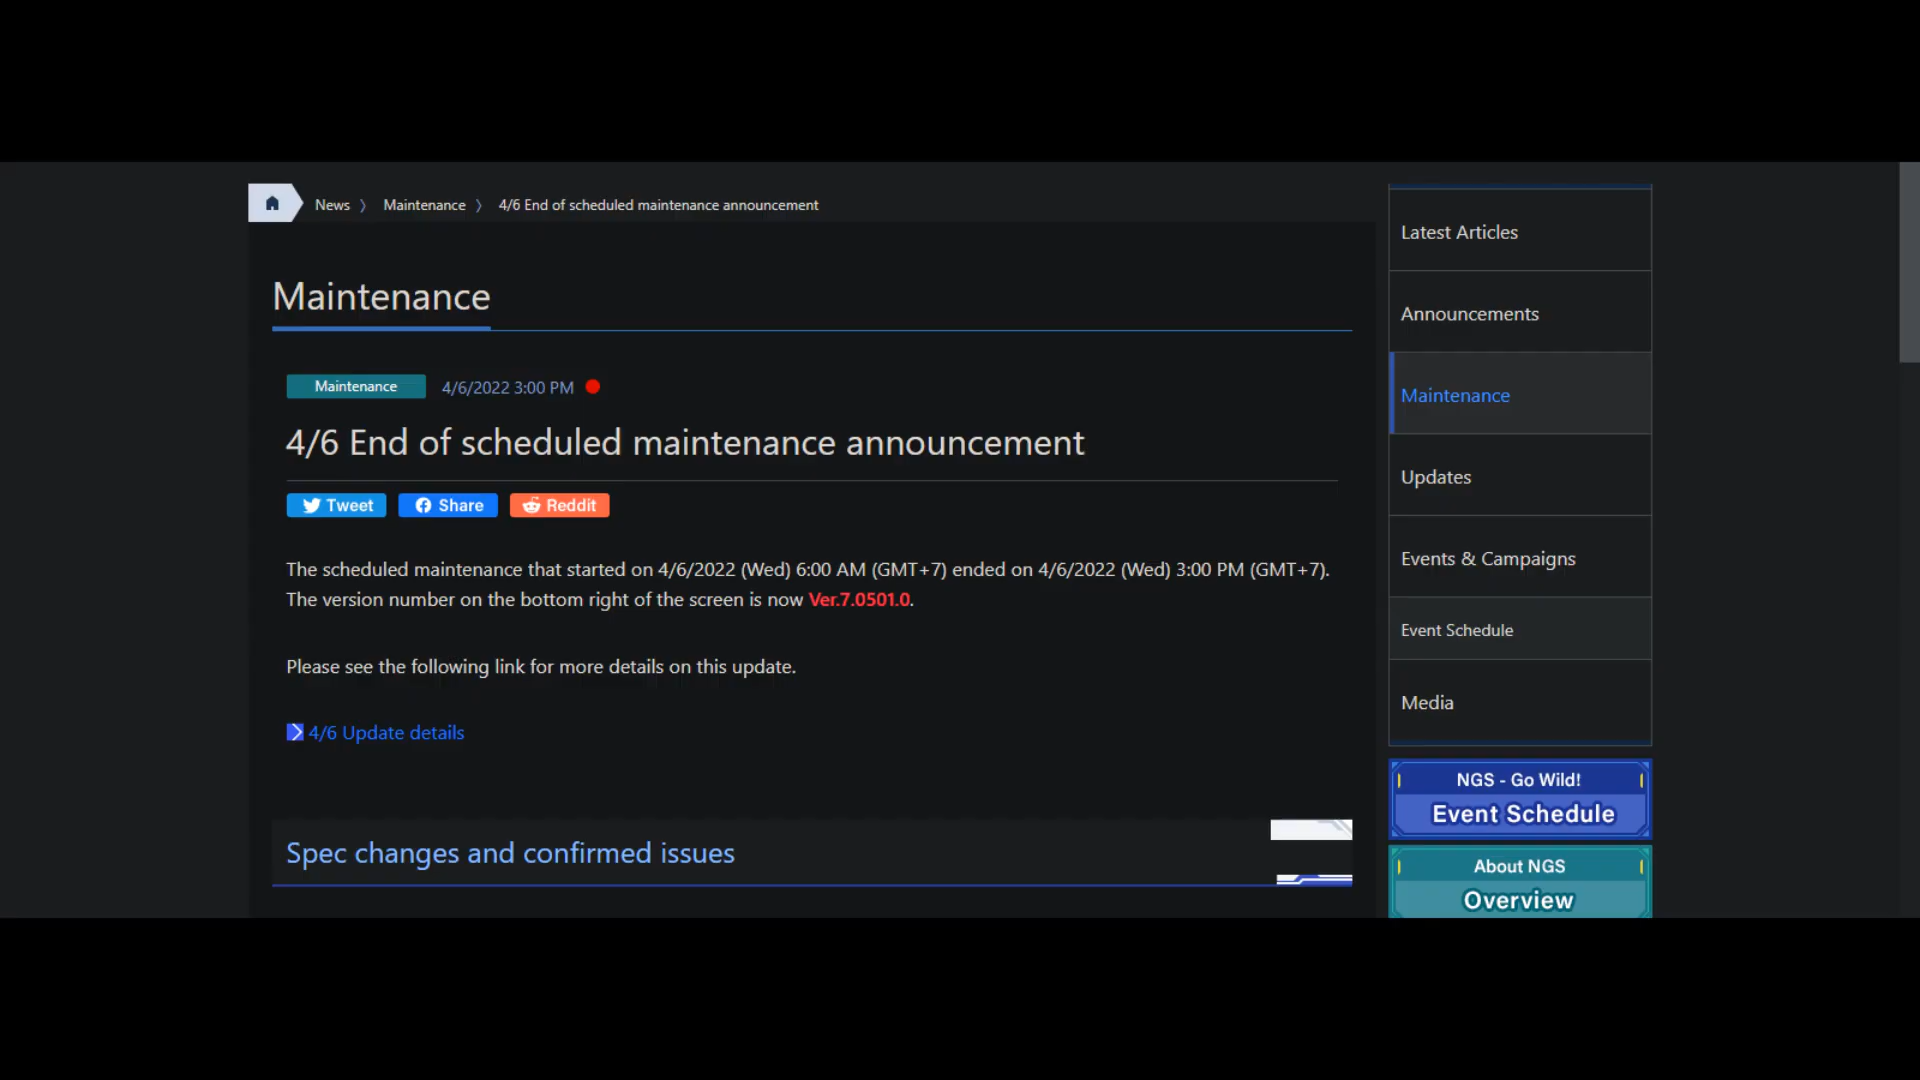 News 〉 Maintenance 〉 4/6 End of scheduled maintenance announcement
Maintenance
Maintenance 4/6/2022 3:00 PM
4/6 End of scheduled maintenance announcement
Tweet Share Reddit
The scheduled maintenance that started on 4/6/2022 (Wed) 6:00 AM (GMT+7) ended on 4/6/2022 (Wed) 3:00 PM (GMT+7).
The version number on the bottom right of the screen is now Ver.7.0501.0.
Please see the following link for more details on this update.
4/6 Update details
Spec changes and confirmed issues
Latest Articles
Announcements
Maintenance
Updates
Events & Campaigns
Event Schedule
Media
NGS - Go Wild!
Event Schedule
About NGS
Overview